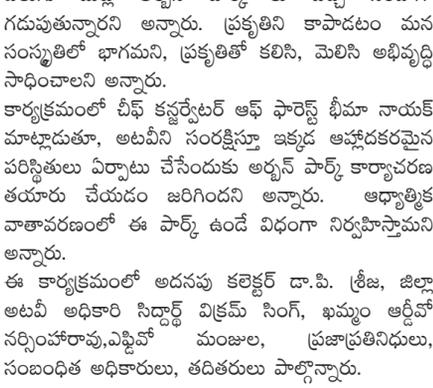 గడుపుతున్నారని అన్నారు. ప్రకృతిని కాపాడటం మన
సంస్కృతిలో భాగమని, ప్రకృతితో కలిసి, మెలిసి అభివృద్ధి
సాధించాలని అన్నారు.
కార్యక్రమంలో చీఫ్ కన్జర్వేటర్ ఆఫ్ ఫారెస్ట్ భీమా నాయక్
మాట్లాడుతూ, అటవీని సంరక్షిస్తూ ఇక్కడ ఆహ్లాదకరమైన
పరిస్థితులు ఏర్పాటు చేసేందుకు అర్బన్ పార్క్ కార్యాచరణ
తయారు చేయడం జరిగిందని అన్నారు. ఆధ్యాత్మిక
వాతావరణంలో ఈ పార్క్ ఉండే విధంగా నిర్వహిస్తామని
అన్నారు.
ఈ కార్యక్రమంలో అదనపు కలెక్టర్ డా.పి. శ్రీజ, జిల్లా
అటవీ అధికారి సిద్దార్థ్ విక్రమ్ సింగ్, ఖమ్మం ఆర్డీవో
నర్సింహారావు,ఎఫ్డివో మంజుల, ప్రజాప్రతినిధులు,
సంబంధిత అధికారులు, తదితరులు పాల్గొన్నారు.